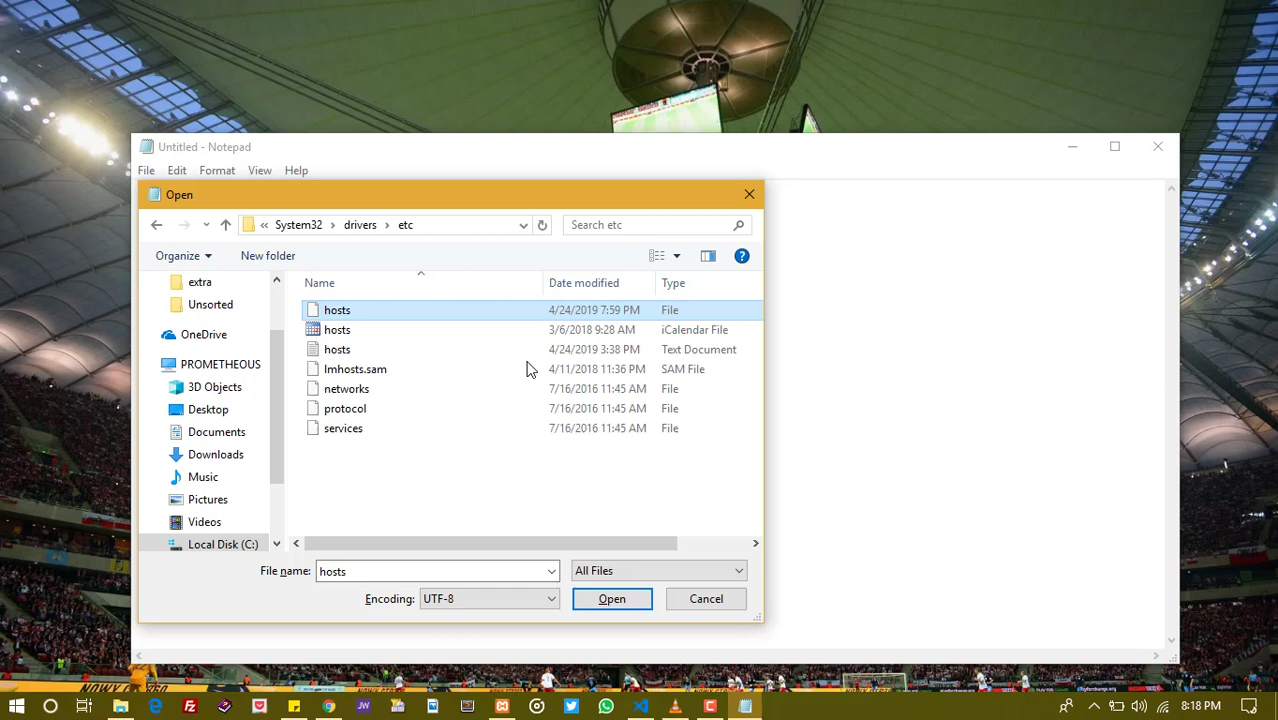 Untitled - Notepad
File Edit Format View Help
Open
« System32 › drivers › etc
Search etc
Organize New folder
Name Date modified Type
extra
Unsorted
OneDrive
PROMETHEOUS
3D Objects
Desktop
Documents
Downloads
Music
Pictures
Videos
Local Disk (C:)
hosts 4/24/2019 7:59 PM File
hosts 3/6/2018 9:28 AM iCalendar File
hosts 4/24/2019 3:38 PM Text Document
lmhosts.sam 4/11/2018 11:36 PM SAM File
networks 7/16/2016 11:45 AM File
protocol 7/16/2016 11:45 AM File
services 7/16/2016 11:45 AM File
File name: hosts All Files
Encoding: UTF-8 Open Cancel
8:18 PM